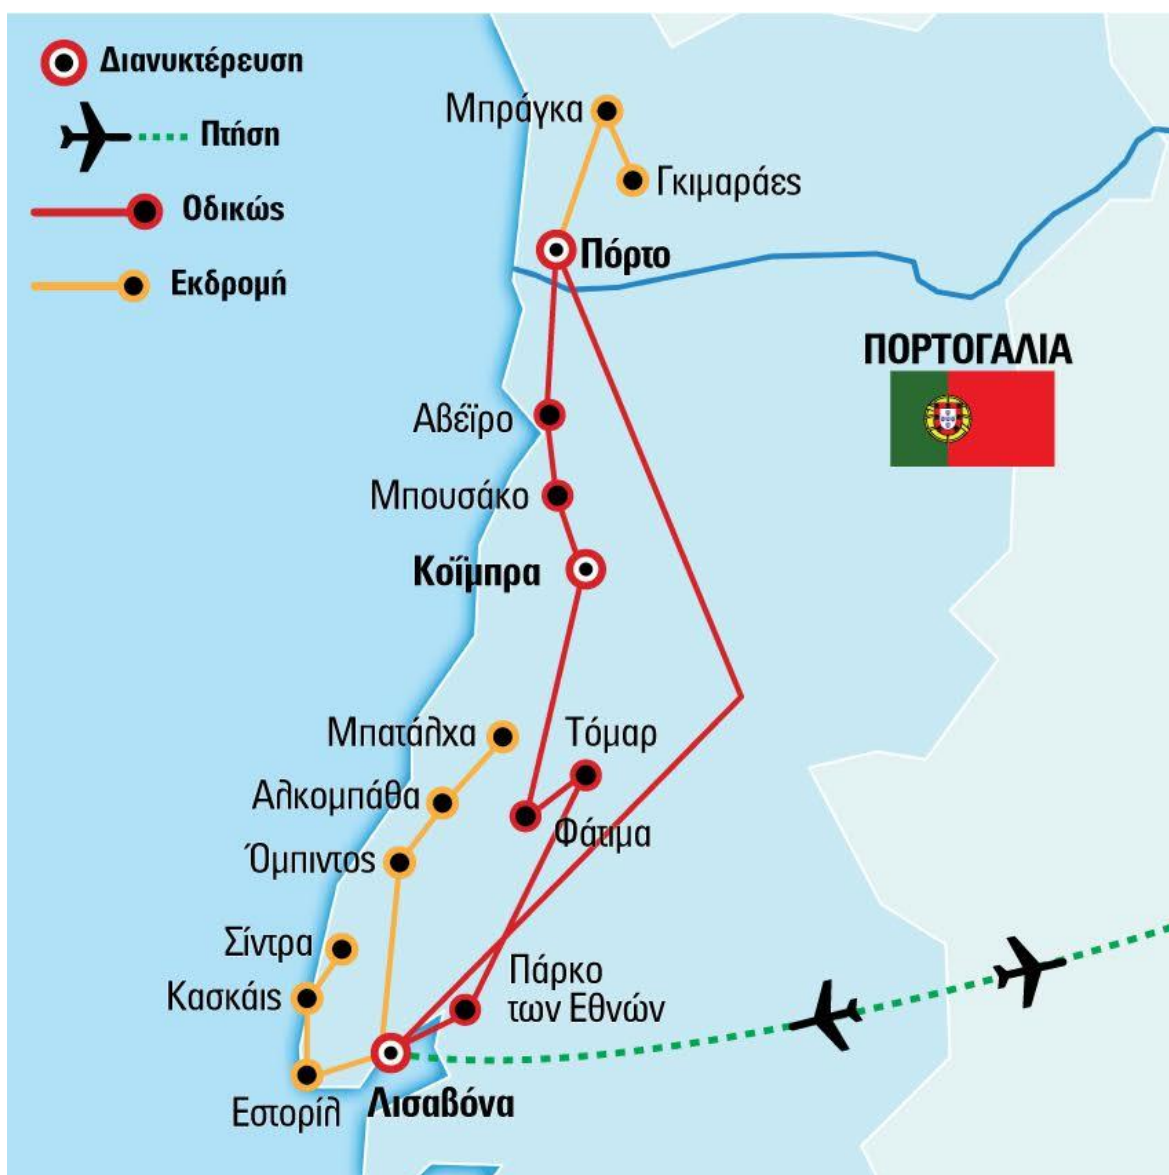 Διανυκτέρευση
Πτήση
Οδικώς
Εκδρομή
Μπράγκα
Γκιμαράες
Πόρτο
ΠΟΡΤΟΓΑΛΙΑ
Αβέϊρο
Μπουσάκο
Κοΐμπρα
Μπατάλχα
Τόμαρ
Αλκομπάθα
Φάτιμα
Όμπιντος
Σίντρα
Πάρκο
των Εθνών
Κασκάις
Εστορίλ
Λισαβόνα